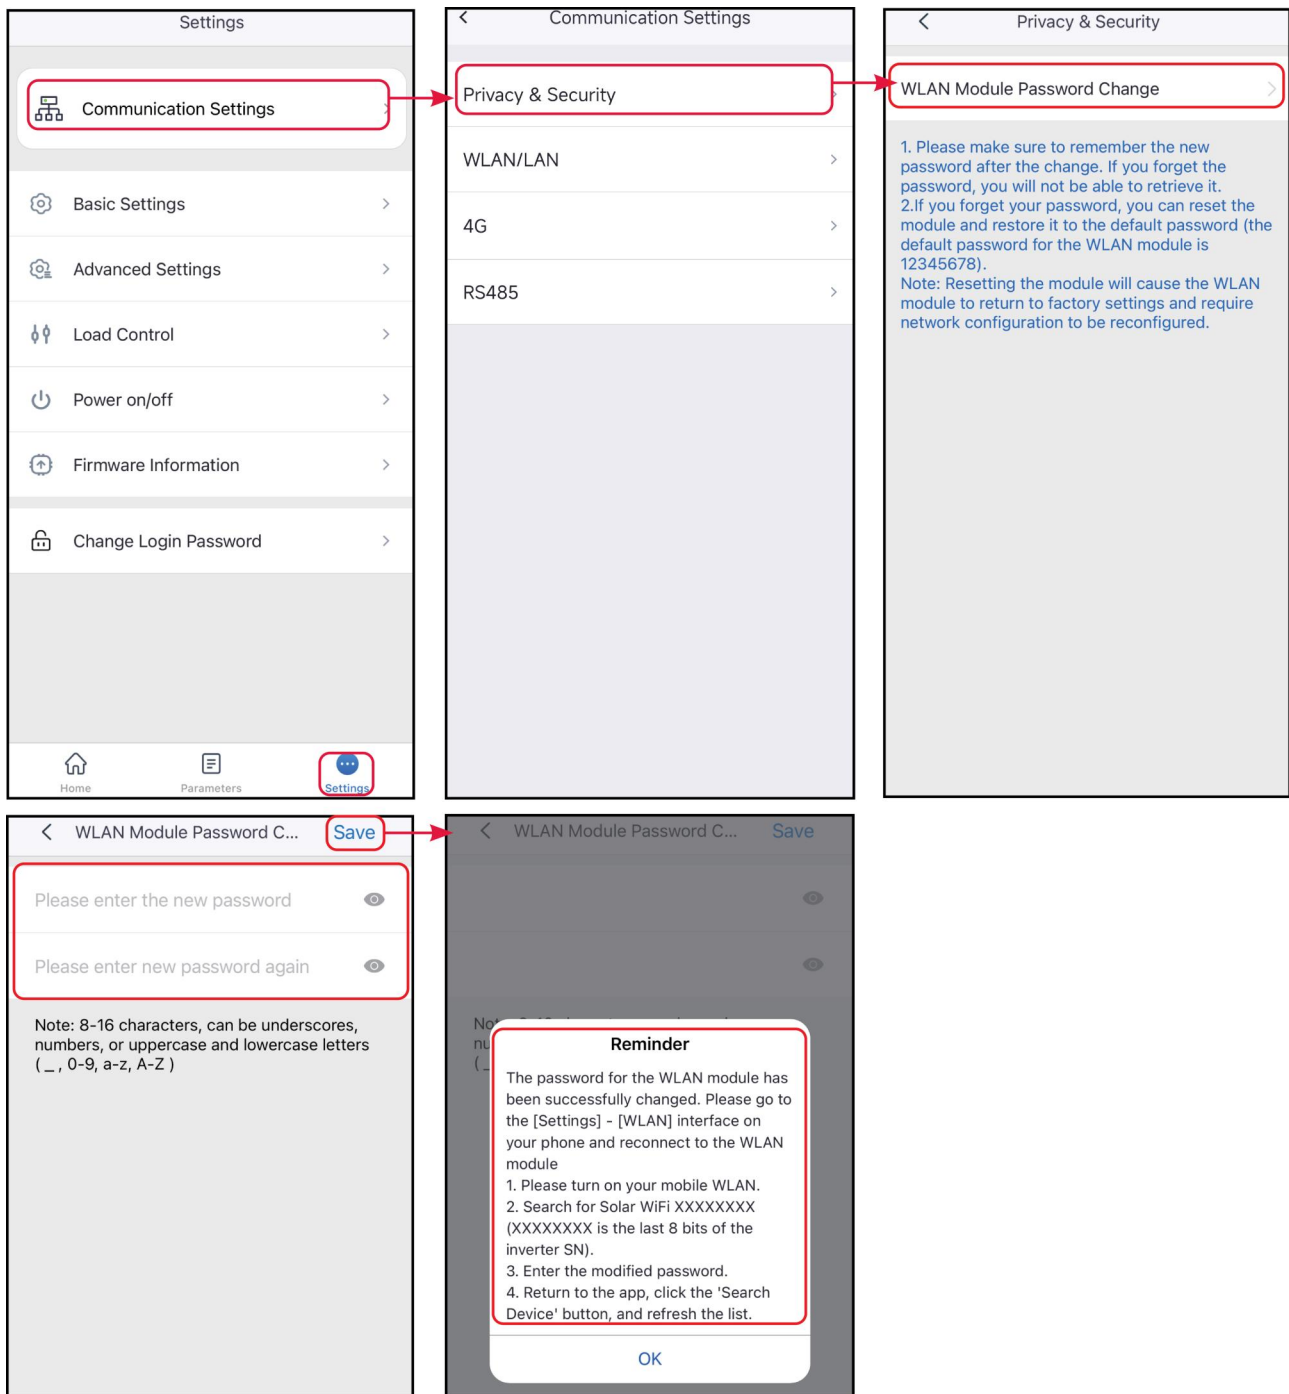 Settings
Communication Settings
Basic Settings
Advanced Settings
Load Control
Power on/off
Firmware Information
Change Login Password
Home
Parameters
Settings
Communication Settings
Privacy & Security
WLAN/LAN
4G
RS485
Privacy & Security
WLAN Module Password Change
1. Please make sure to remember the new
password after the change. If you forget the
password, you will not be able to retrieve it.
2.If you forget your password, you can reset the
module and restore it to the default password (the
default password for the WLAN module is
12345678).
Note: Resetting the module will cause the WLAN
module to return to factory settings and require
network configuration to be reconfigured.
WLAN Module Password C...
Save
Please enter the new password
Please enter new password again
Note: 8-16 characters, can be underscores,
numbers, or uppercase and lowercase letters
( _ , 0-9, a-z, A-Z )
WLAN Module Password C...
Save
Reminder
The password for the WLAN module has
been successfully changed. Please go to
the [Settings] - [WLAN] interface on
your phone and reconnect to the WLAN
module
1. Please turn on your mobile WLAN.
2. Search for Solar WiFi XXXXXXXX
(XXXXXXXX is the last 8 bits of the
inverter SN).
3. Enter the modified password.
4. Return to the app, click the 'Search
Device' button, and refresh the list.
OK